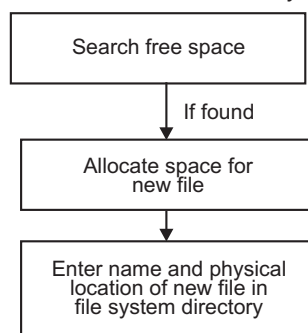 Search free space
If found
Allocate space for
new file
Enter name and physical
location of new file in
file system directory